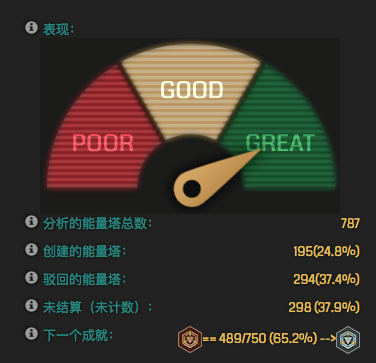 表现：
GOOD
POOR GREAT
分析的能量塔总数： 787
创建的能量塔： 195(24.8%)
驳回的能量塔： 294(37.4%)
未结算（未计数）： 298 (37.9%)
下一个成就： == 489/750 (65.2%) -->